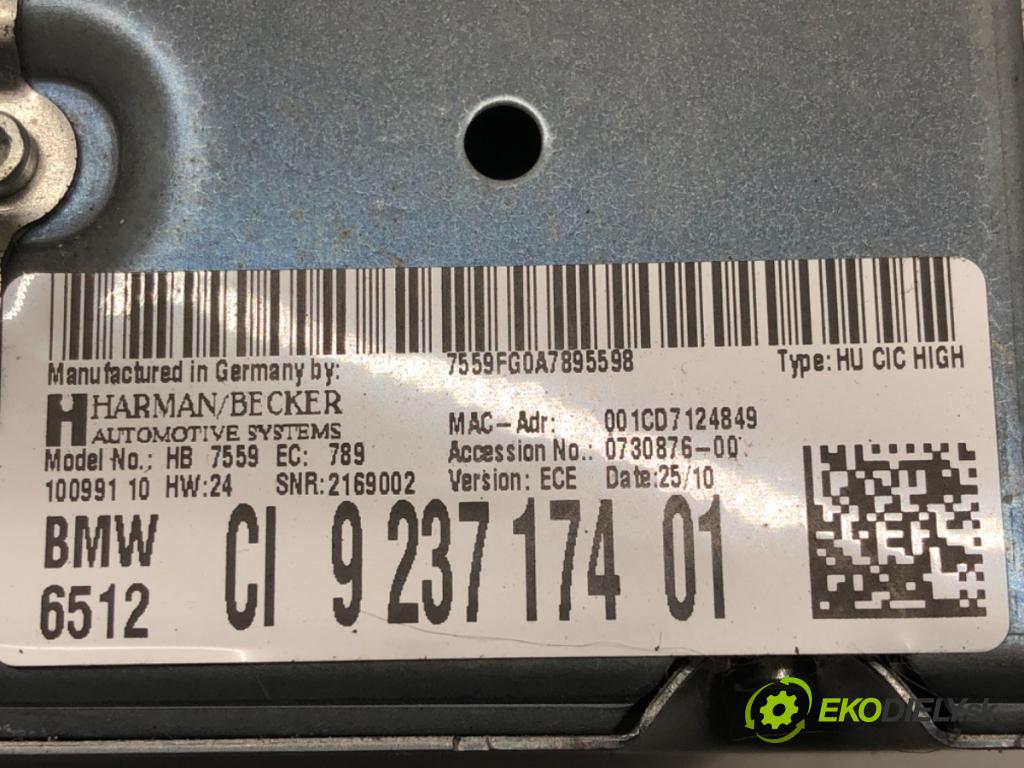 Manufactured in Germany by:
7559FG0A7895598
Type: HU CIC HIGH
HARMAN/BECKER
AUTOMOTIVE SYSTEMS
MAC-Adr: 001CD7124849
Model No.: HB 7559 EC: 789
Accession No.: 0730876-00
100991 10 HW:24 SNR:2169002
Version: ECE Date:25/10
BMW
6512
CI 9 237 174 01
EKODIELY.sk